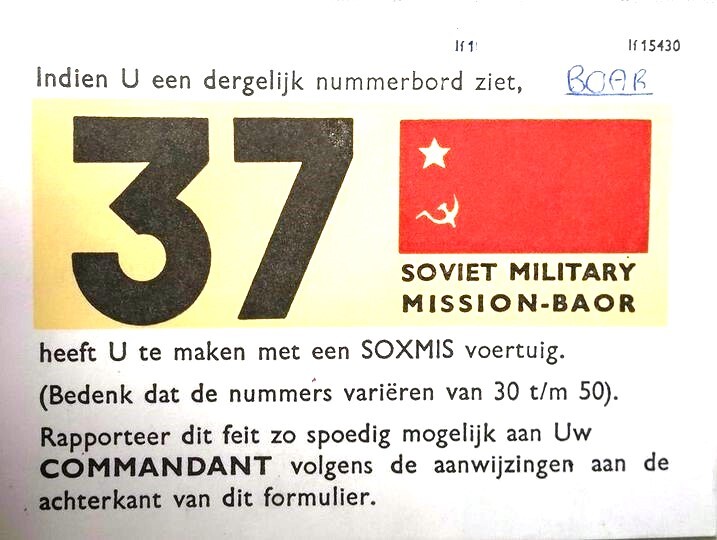 If 15430
Indien U een dergelijk nummerbord ziet, BOAR
37
SOVIET MILITARY
MISSION-BAOR
heeft U te maken met een SOXMIS voertuig.
(Bedenk dat de nummers variëren van 30 t/m 50).
Rapporteer dit feit zo spoedig mogelijk aan Uw
COMMANDANT volgens de aanwijzingen aan de
achterkant van dit formulier.